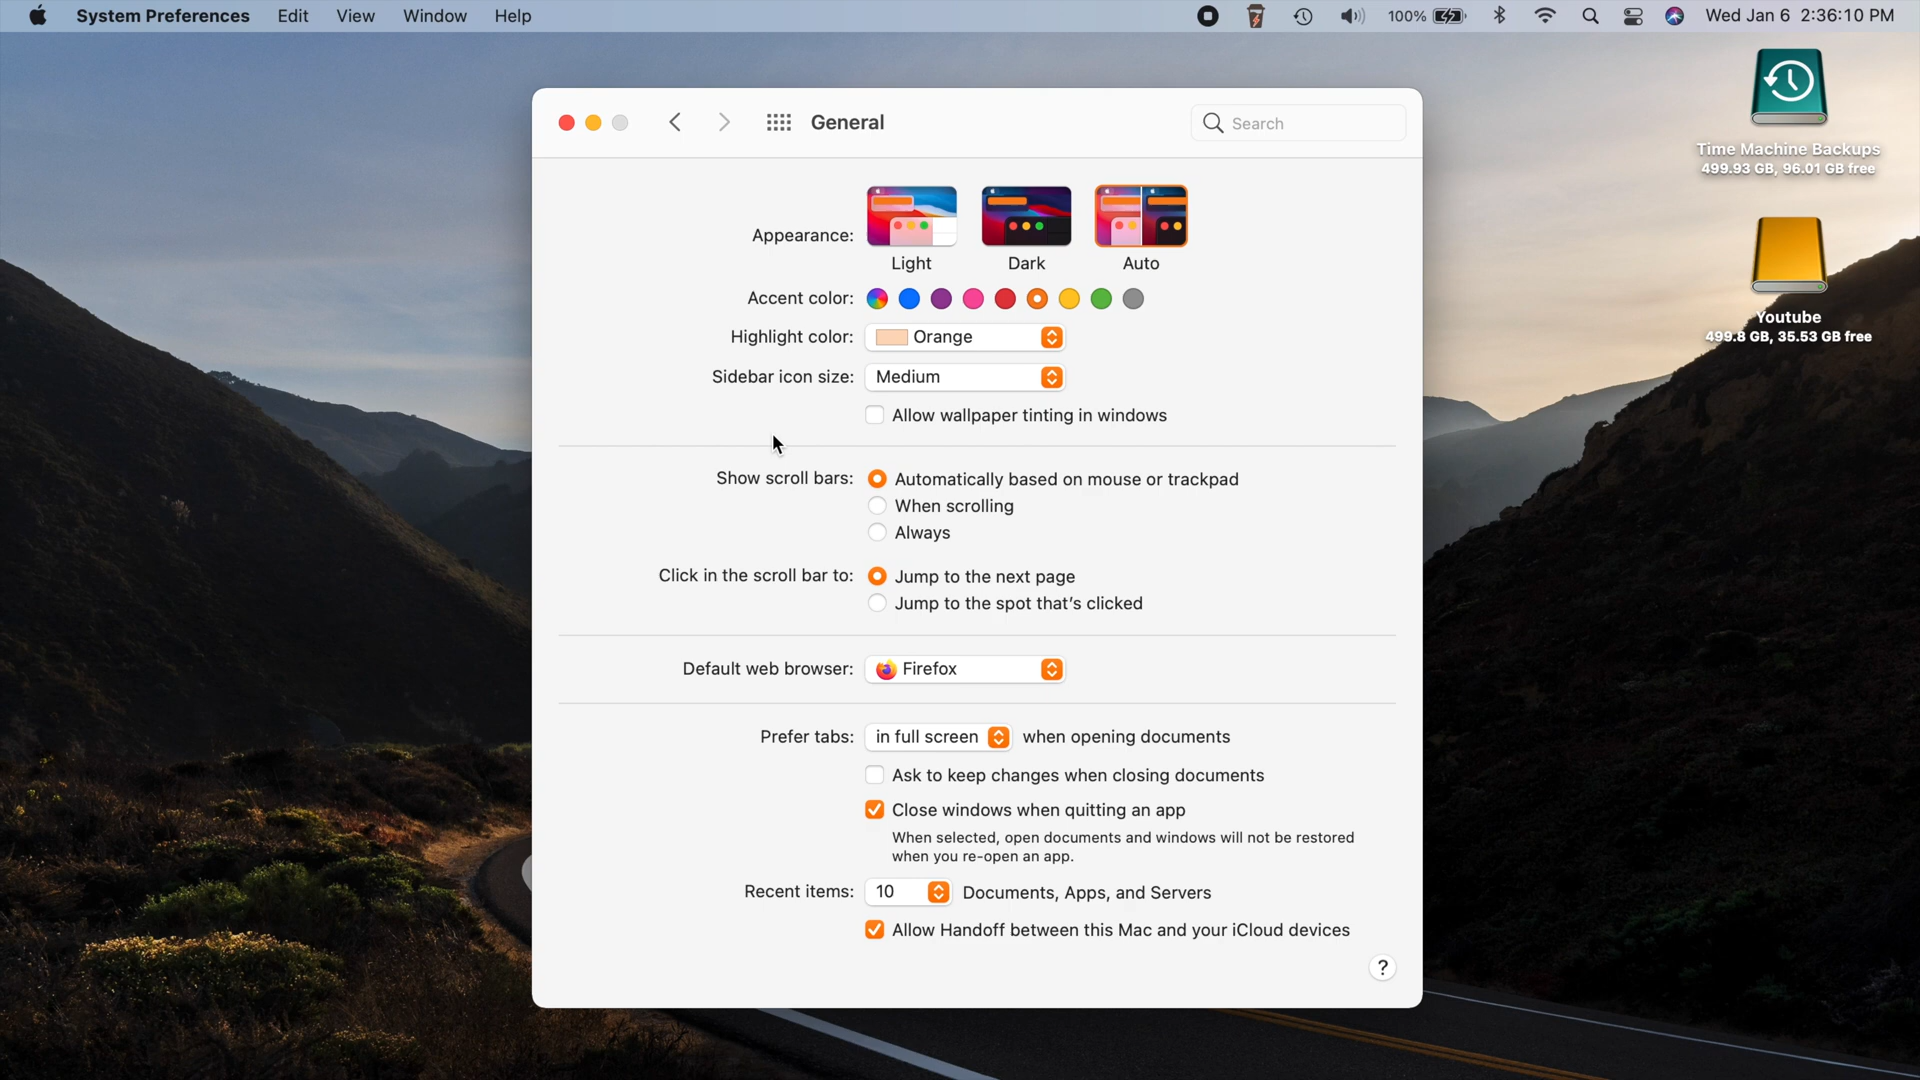 System Preferences Edit View Window Help 100% Wed Jan 6 2:36:10 PM
General
Search
Time Machine Backups
499.93 GB, 96.01 GB free
Youtube
499.8 GB, 35.53 GB free
Appearance:
Light Dark Auto
Accent color:
Highlight color: Orange
Sidebar icon size: Medium
Allow wallpaper tinting in windows
Show scroll bars: Automatically based on mouse or trackpad
When scrolling
Always
Click in the scroll bar to: Jump to the next page
Jump to the spot that's clicked
Default web browser: Firefox
Prefer tabs: in full screen when opening documents
Ask to keep changes when closing documents
Close windows when quitting an app
When selected, open documents and windows will not be restored
when you re-open an app.
Recent items: 10 Documents, Apps, and Servers
Allow Handoff between this Mac and your iCloud devices
?